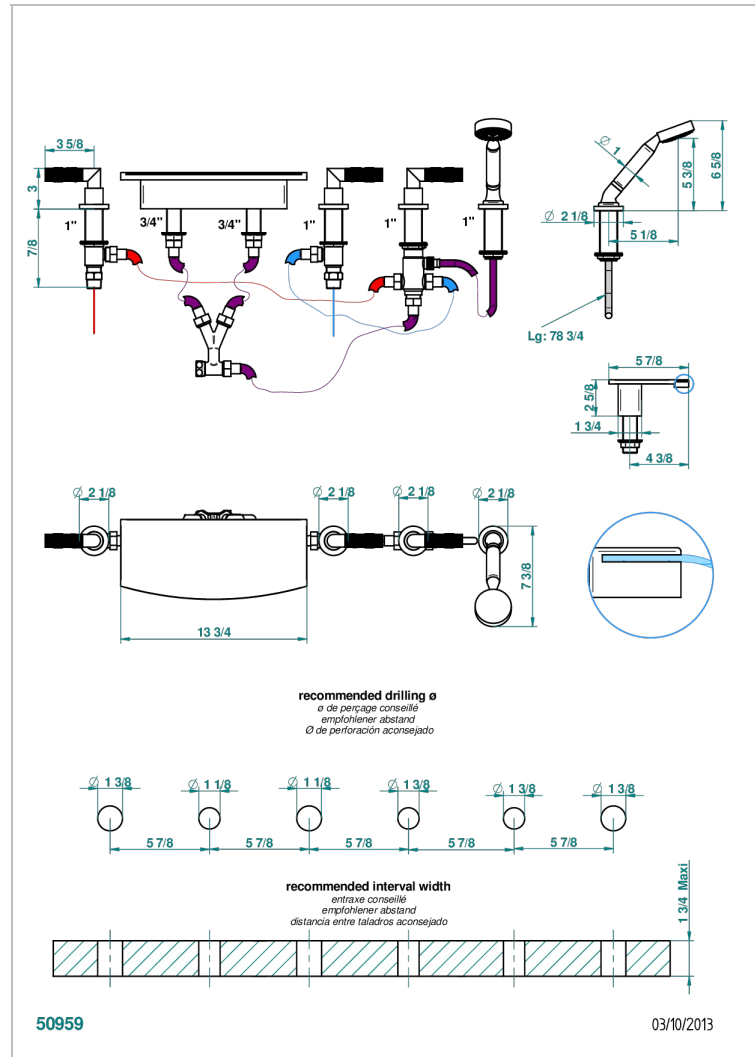 3 5/8
3
7/8
1"
3/4"
3/4"
1"
1"
1"
Ø 1
6 5/8
5 3/8
Ø 2 1/8
5 1/8
Lg: 78 3/4
5 7/8
2 5/8
1 3/4
4 3/8
Ø 2 1/8
Ø 2 1/8
Ø 2 1/8
Ø 2 1/8
7 3/8
13 3/4
recommended drilling ø
ø de perçage conseillé
empfohlener abstand
Ø de perforación aconsejado
Ø 1 3/8
Ø 1 1/8
Ø 1 1/8
Ø 1 3/8
Ø 1 3/8
Ø 1 3/8
5 7/8
5 7/8
5 7/8
5 7/8
5 7/8
recommended interval width
entraxe conseillé
empfohlener abstand
distancia entre taladros aconsejado
1 3/4 Maxi
50959
03/10/2013